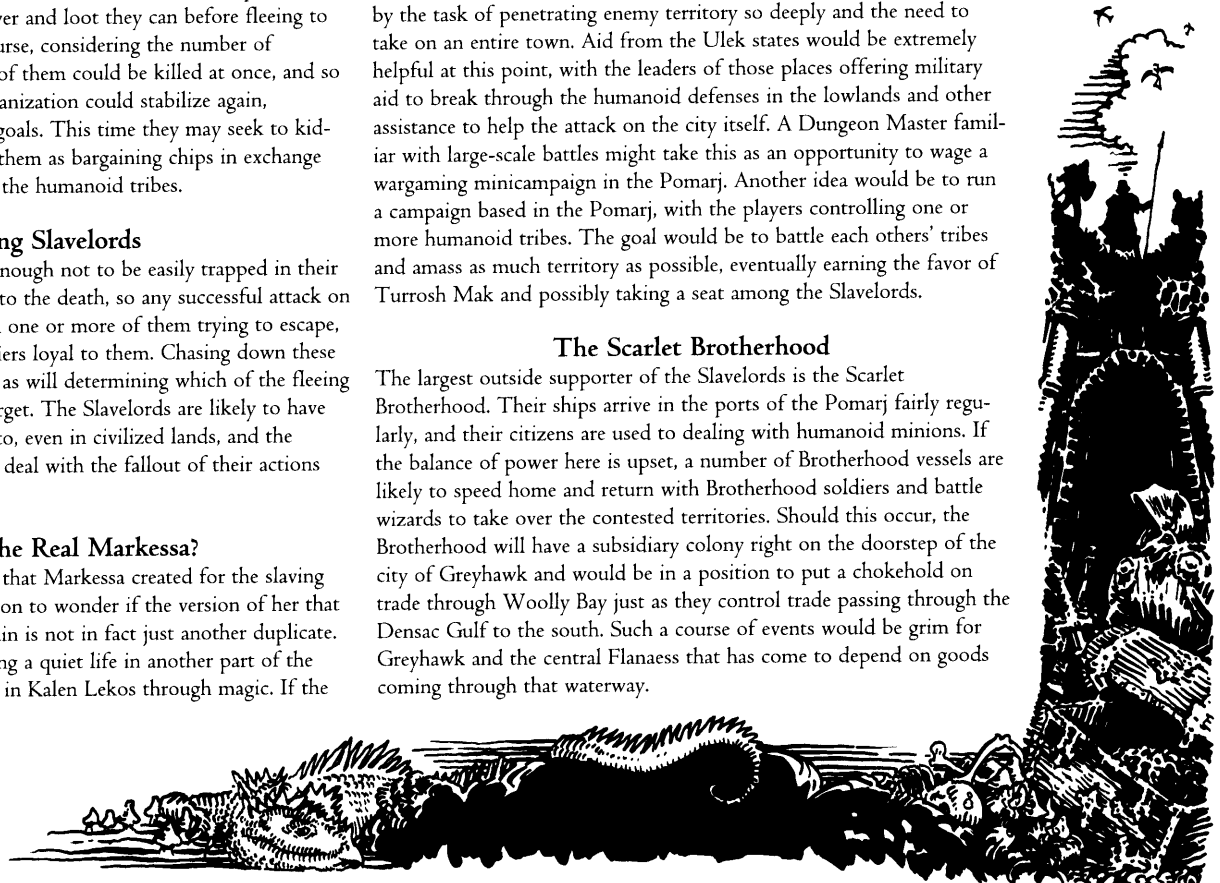 ver and loot they can before fleeing to
urse, considering the number of
of them could be killed at once, and so
anization could stabilize again,
goals. This time they may seek to kid-
them as bargaining chips in exchange
the humanoid tribes.
ng Slavelords
nough not to be easily trapped in their
to the death, so any successful attack on
one or more of them trying to escape,
iers loyal to them. Chasing down these
as will determining which of the fleeing
rget. The Slavelords are likely to have
to, even in civilized lands, and the
deal with the fallout of their actions
he Real Markessa?
that Markessa created for the slaving
on to wonder if the version of her that
in is not in fact just another duplicate.
ng a quiet life in another part of the
in Kalen Lekos through magic. If the
by the task of penetrating enemy territory so deeply and the need to
take on an entire town. Aid from the Ulek states would be extremely
helpful at this point, with the leaders of those places offering military
aid to break through the humanoid defenses in the lowlands and other
assistance to help the attack on the city itself. A Dungeon Master famil-
iar with large-scale battles might take this as an opportunity to wage a
wargaming minicampaign in the Pomarj. Another idea would be to run
a campaign based in the Pomarj, with the players controlling one or
more humanoid tribes. The goal would be to battle each others' tribes
and amass as much territory as possible, eventually earning the favor of
Turrosh Mak and possibly taking a seat among the Slavelords.
The Scarlet Brotherhood
The largest outside supporter of the Slavelords is the Scarlet
Brotherhood. Their ships arrive in the ports of the Pomarj fairly regu-
larly, and their citizens are used to dealing with humanoid minions. If
the balance of power here is upset, a number of Brotherhood vessels are
likely to speed home and return with Brotherhood soldiers and battle
wizards to take over the contested territories. Should this occur, the
Brotherhood will have a subsidiary colony right on the doorstep of the
city of Greyhawk and would be in a position to put a chokehold on
trade through Woolly Bay just as they control trade passing through the
Densac Gulf to the south. Such a course of events would be grim for
Greyhawk and the central Flanaess that has come to depend on goods
coming through that waterway.